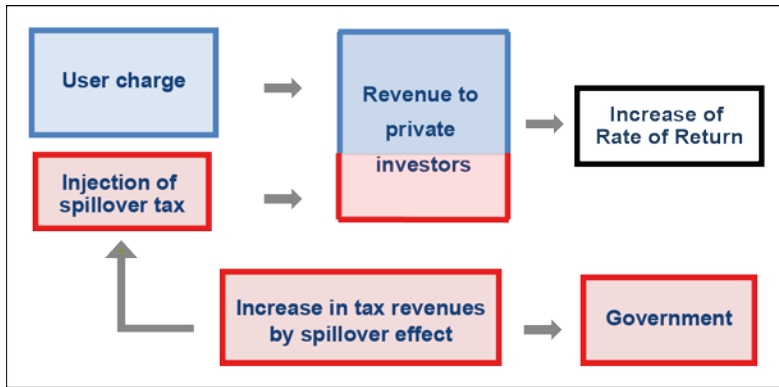 User charge
Revenue to
private
investors
Increase of
Rate of Return
Injection of
spillover tax
Increase in tax revenues
by spillover effect
Government